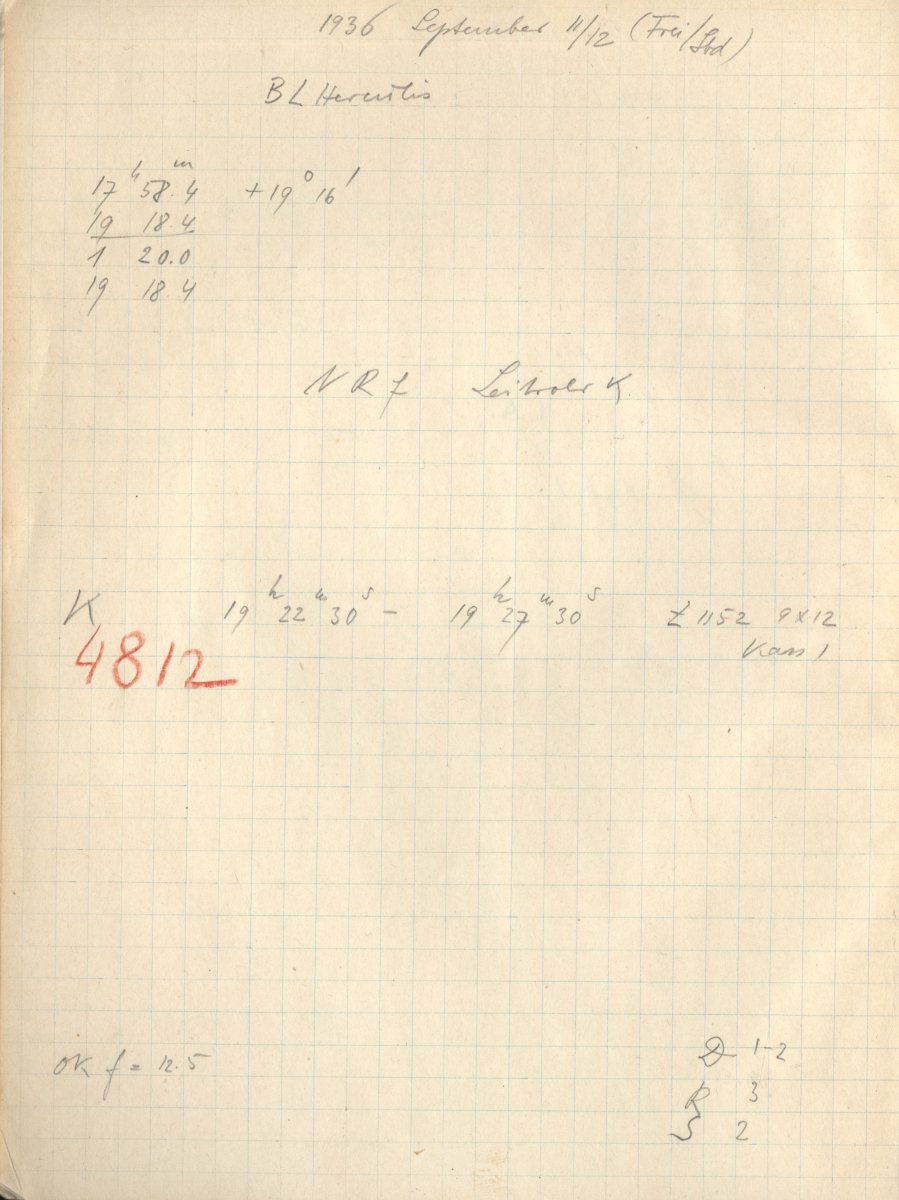 1936 September 11/12 (Frei/Sbd)
BL Herculis
17ʰ 58ᵐ.4 +19° 16'
19 18.4
1 20.0
19 18.4
NRf Leitrohr K
K 19ʰ 22ᵐ 30ˢ – 19ʰ 27ᵐ 30ˢ Z 1152 9x12
4812 Kass 1
OK f = 12.5 D 1-2
R 3
S 2